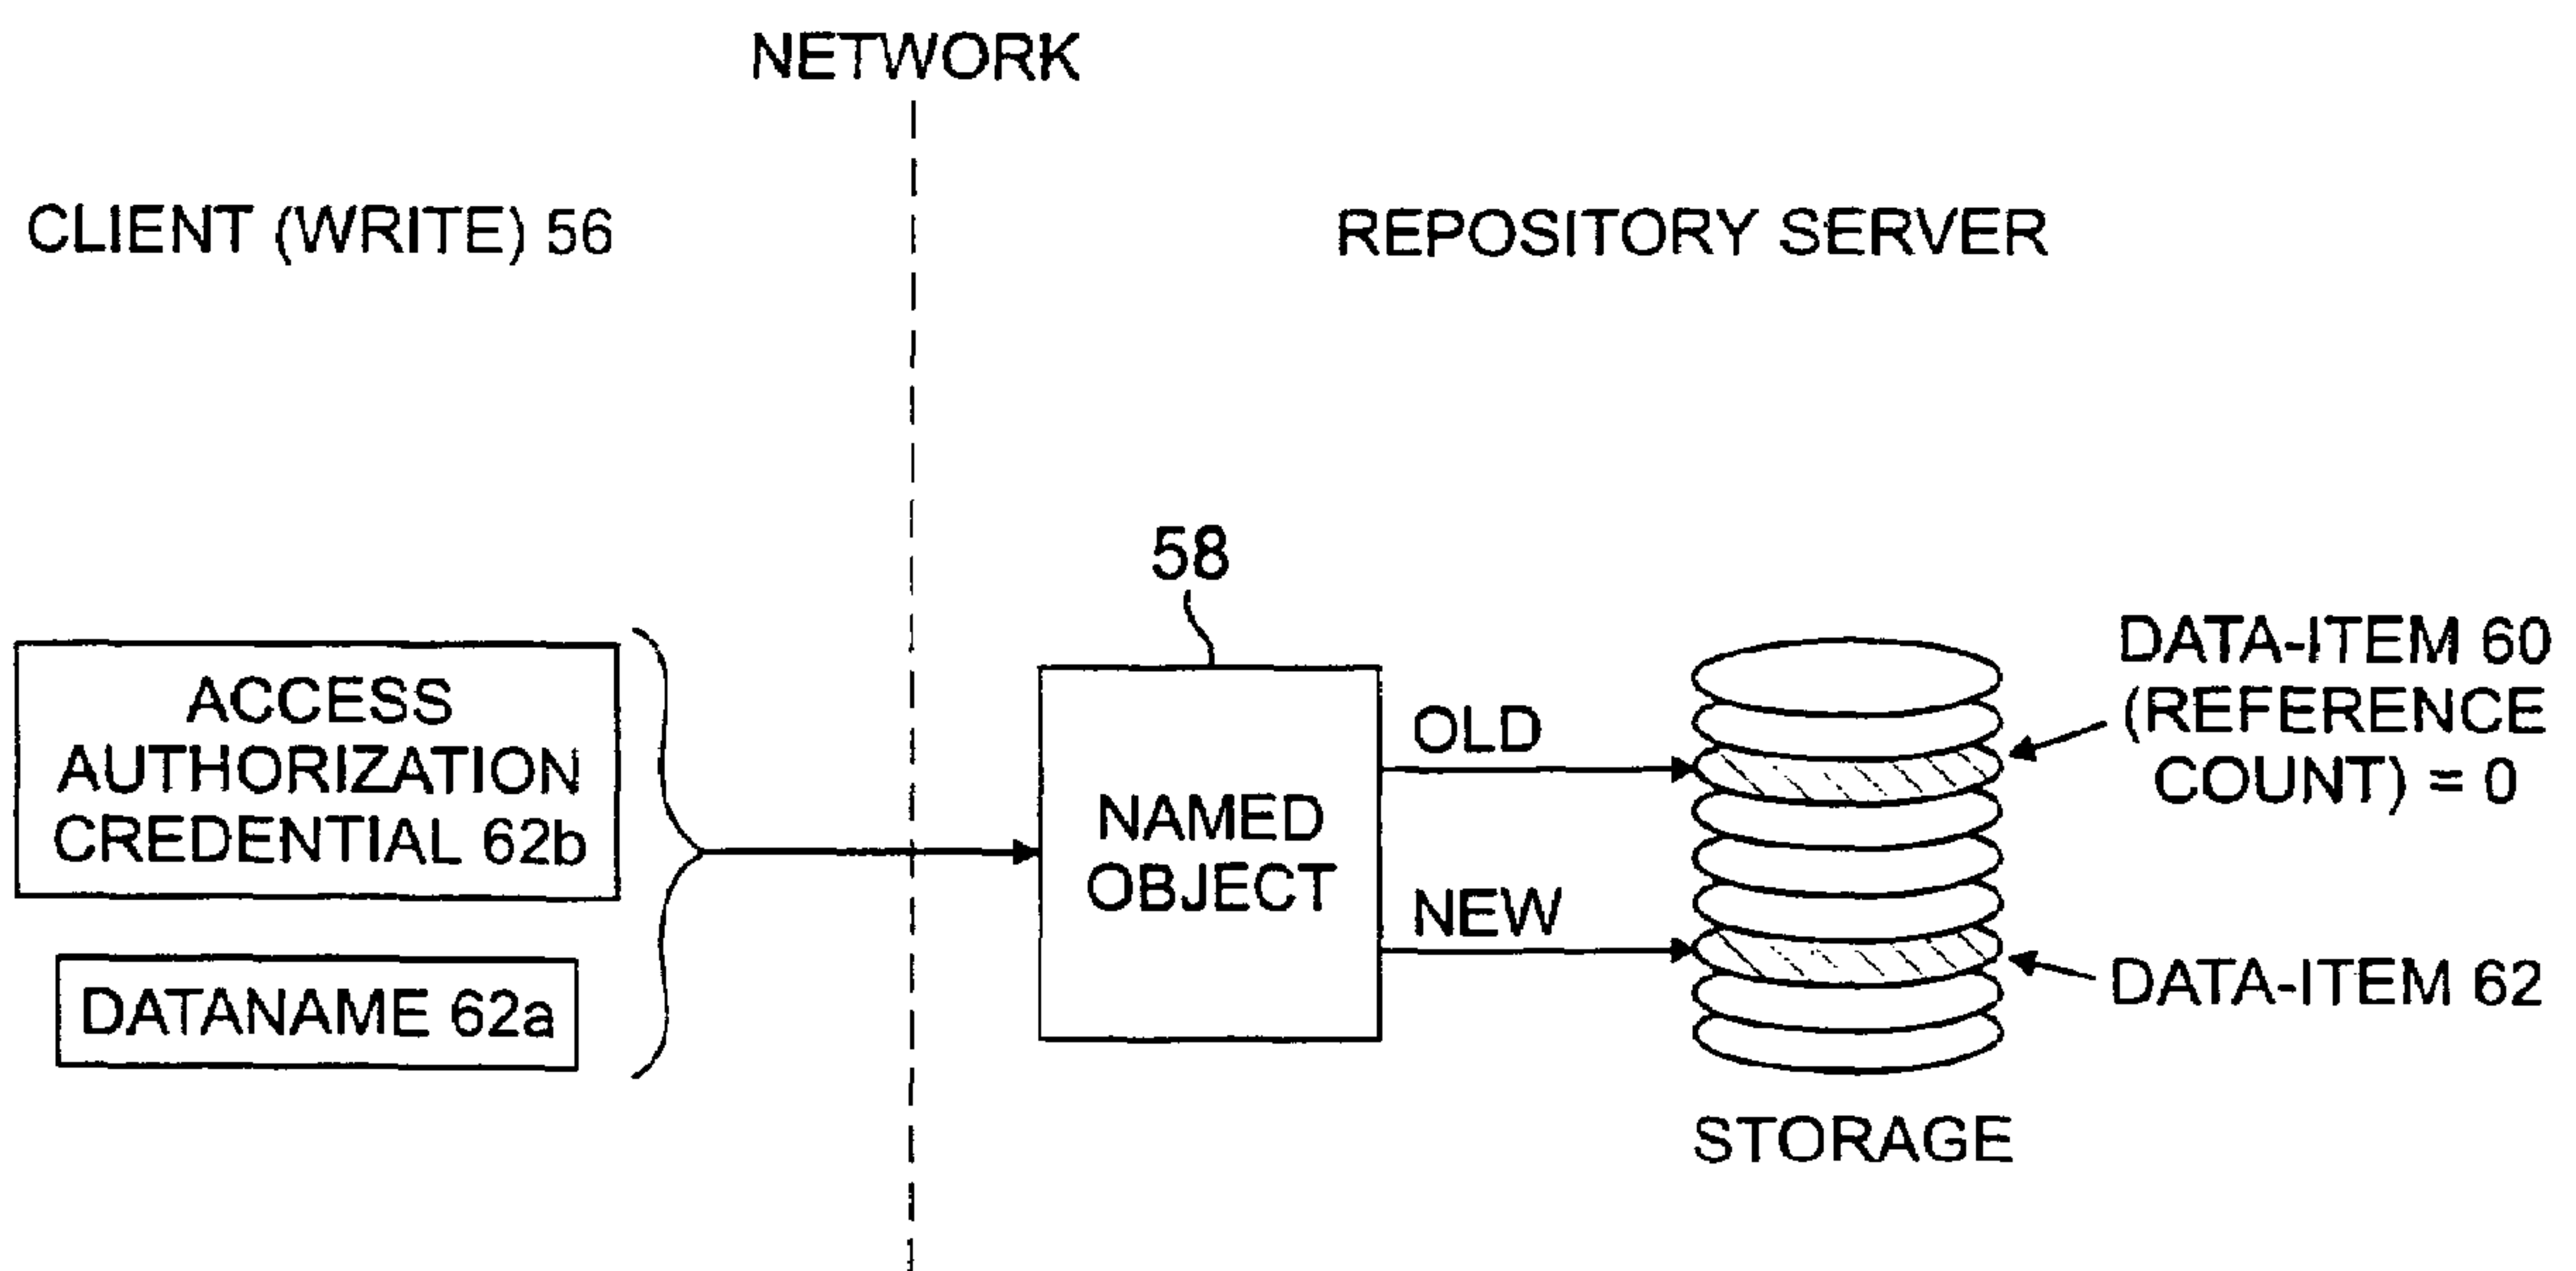 NETWORK
CLIENT (WRITE) 56
REPOSITORY SERVER
58
ACCESS
AUTHORIZATION
CREDENTIAL 62b
DATANAME 62a
NAMED
OBJECT
OLD
NEW
DATA-ITEM 60
(REFERENCE
COUNT) = 0
DATA-ITEM 62
STORAGE